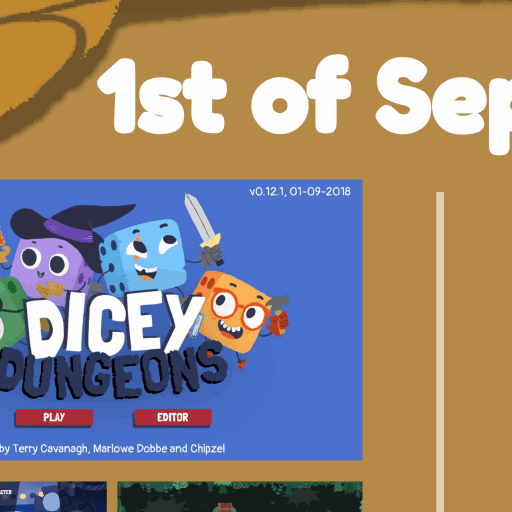 1st of Sep
v0.12.1, 01-09-2018
DICEY
DUNGEONS
PLAY EDITOR
by Terry Cavanagh, Marlowe Dobbe and Chipzel